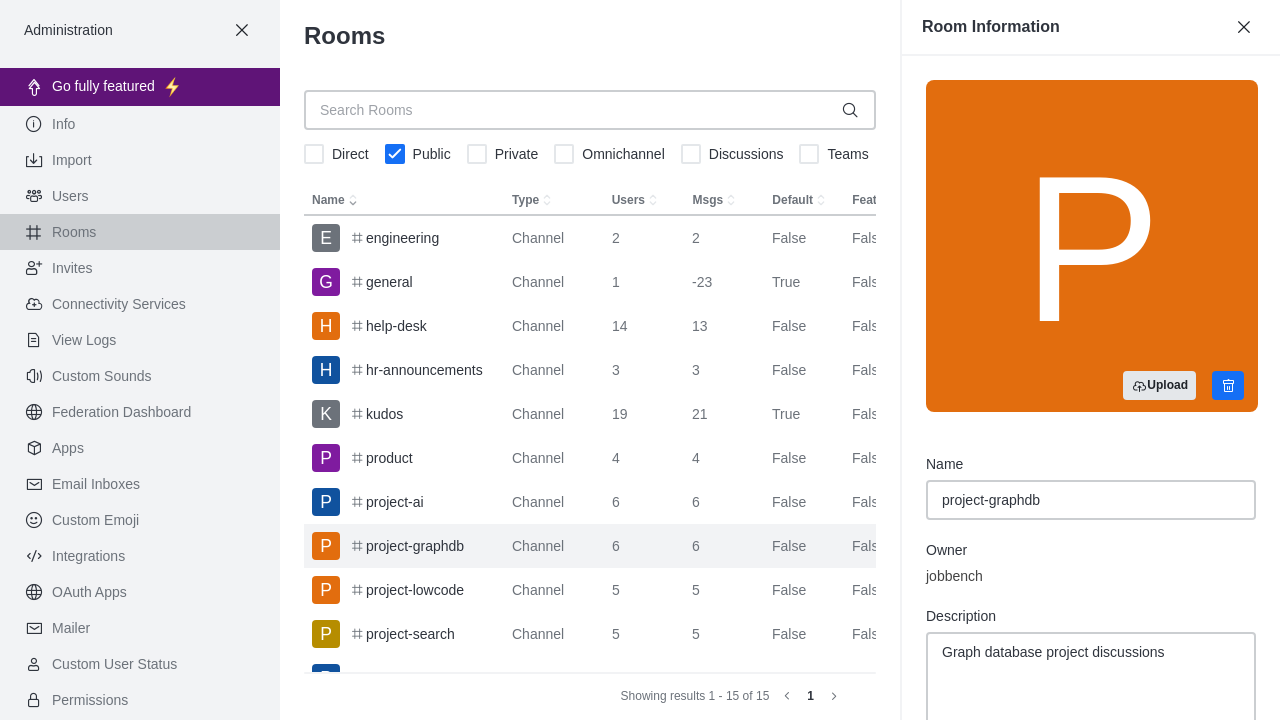 Administration
Go fully featured
Info
Import
Users
Rooms
Invites
Connectivity Services
View Logs
Custom Sounds
Federation Dashboard
Apps
Email Inboxes
Custom Emoji
Integrations
OAuth Apps
Mailer
Custom User Status
Permissions
Rooms
Search Rooms
Direct Public Private Omnichannel Discussions Teams
Name Type Users Msgs Default Feat
E engineering Channel 2 2 False Fals
G general Channel 1 -23 True Fals
H help-desk Channel 14 13 False Fals
H hr-announcements Channel 3 3 False Fals
K kudos Channel 19 21 True Fals
P product Channel 4 4 False Fals
P project-ai Channel 6 6 False Fals
P project-graphdb Channel 6 6 False Fals
P project-lowcode Channel 5 5 False Fals
P project-search Channel 5 5 False Fals
Showing results 1 - 15 of 15 1
Room Information
P
Upload
Name
project-graphdb
Owner
jobbench
Description
Graph database project discussions